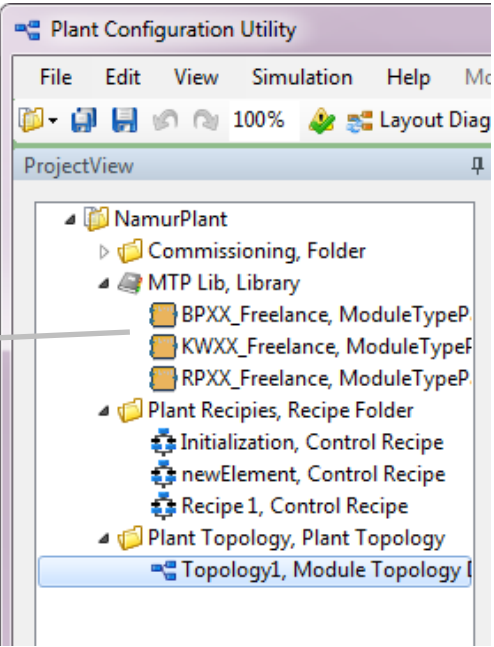 Plant Configuration Utility
File Edit View Simulation Help Mo
100% Layout Diag
ProjectView
NamurPlant
Commissioning, Folder
MTP Lib, Library
BPXX_Freelance, ModuleTypeP
KWXX_Freelance, ModuleTypeP
RPXX_Freelance, ModuleTypeP
Plant Recipies, Recipe Folder
Initialization, Control Recipe
newElement, Control Recipe
Recipe 1, Control Recipe
Plant Topology, Plant Topology
Topology1, Module Topology D